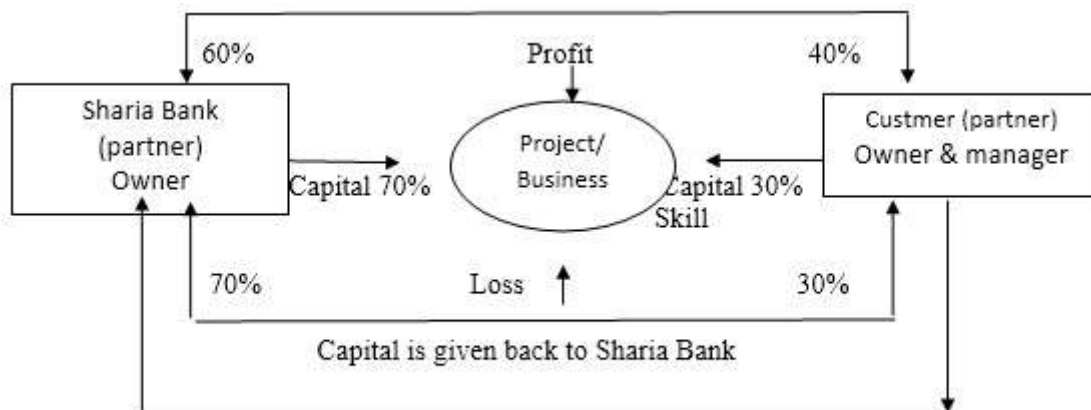 60%
Profit
40%
Sharia Bank
(partner)
Owner
Project/
Business
Custmer (partner)
Owner & manager
Capital 70%
Capital 30%
Skill
70%
Loss
30%
Capital is given back to Sharia Bank